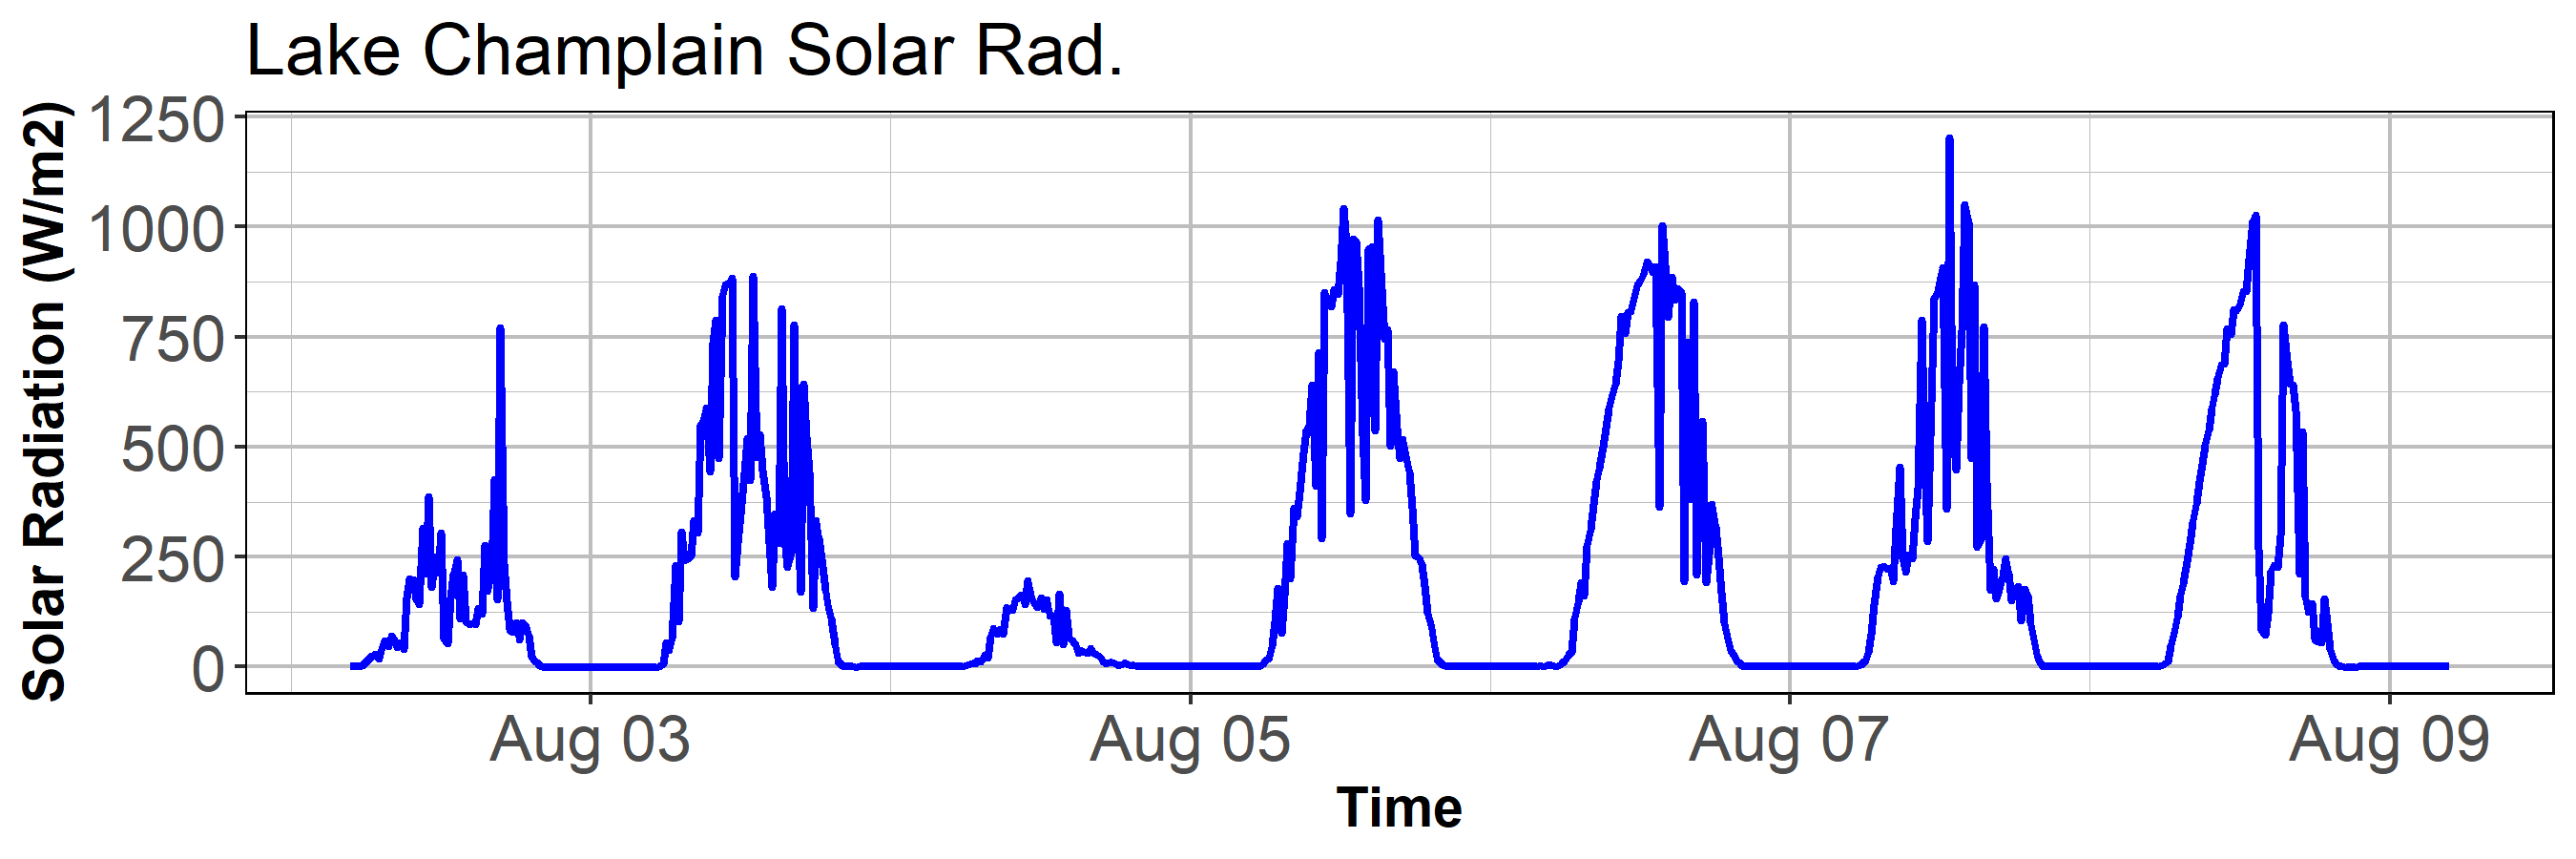 Lake Champlain Solar Rad.
Solar Radiation (W/m2)
1250
1000
750
500
250
0
Aug 03 Aug 05 Aug 07 Aug 09
Time